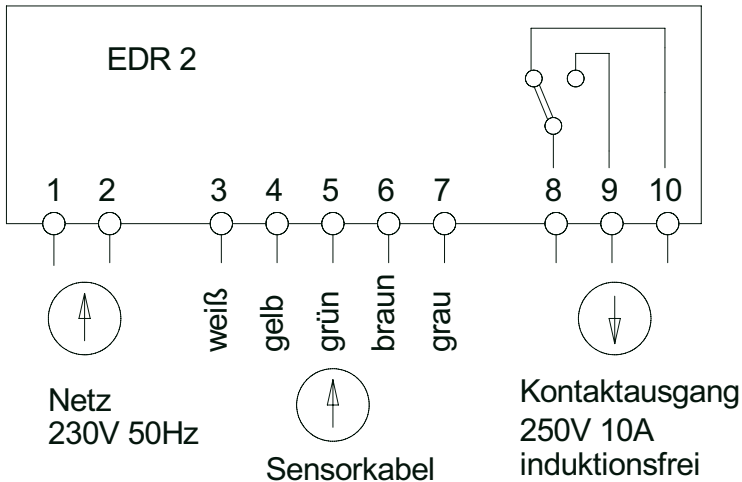 EDR 2
1 2 3 4 5 6 7 8 9 10
weiß
gelb
grün
braun
grau
Netz
230V 50Hz
Sensorkabel
Kontaktausgang
250V 10A
induktionsfrei